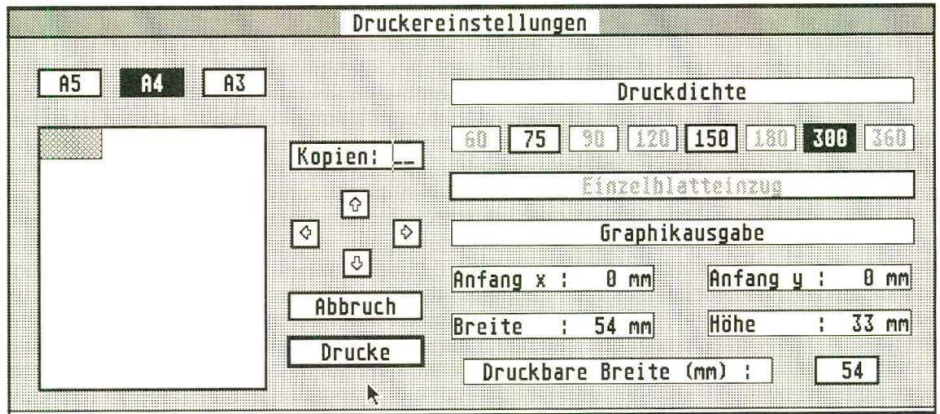 Druckereinstellungen
A5 A4 A3
Druckdichte
60 75 90 120 150 180 300 360
Kopien: __
Einzelblatteinzug
Graphikausgabe
Anfang x : 0 mm Anfang y : 0 mm
Abbruch
Breite : 54 mm Höhe : 33 mm
Drucke
Druckbare Breite (mm) : 54